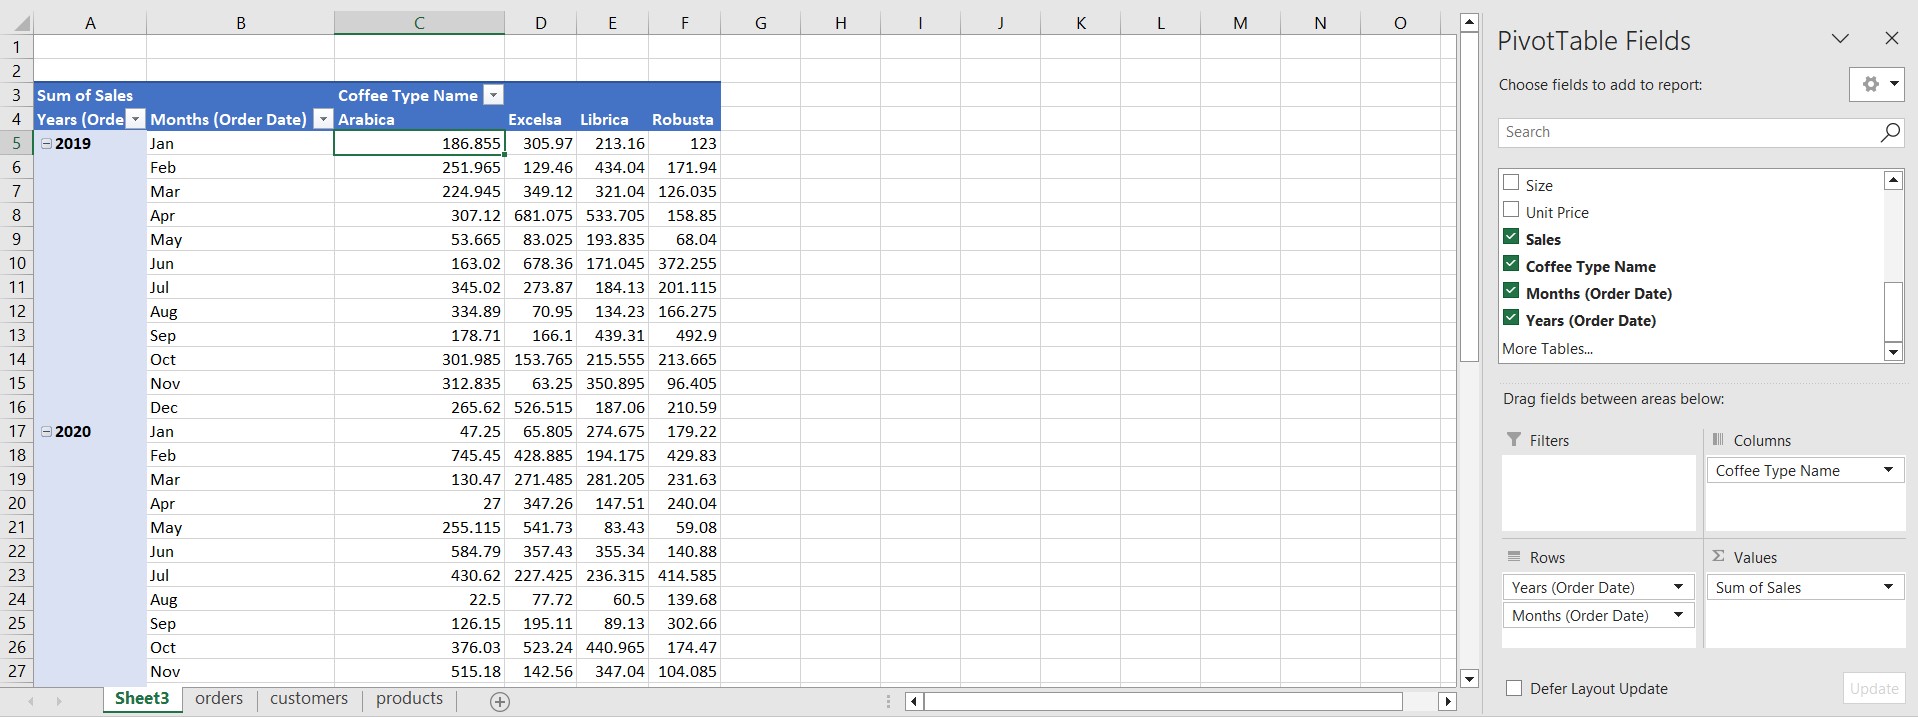 A B C D E F G H I J K L M N O
1
2
3 Sum of Sales Coffee Type Name
4 Years (Orde Months (Order Date) Arabica Excelsa Librica Robusta
5 2019 Jan 186.855 305.97 213.16 123
6 Feb 251.965 129.46 434.04 171.94
7 Mar 224.945 349.12 321.04 126.035
8 Apr 307.12 681.075 533.705 158.85
9 May 53.665 83.025 193.835 68.04
10 Jun 163.02 678.36 171.045 372.255
11 Jul 345.02 273.87 184.13 201.115
12 Aug 334.89 70.95 134.23 166.275
13 Sep 178.71 166.1 439.31 492.9
14 Oct 301.985 153.765 215.555 213.665
15 Nov 312.835 63.25 350.895 96.405
16 Dec 265.62 526.515 187.06 210.59
17 2020 Jan 47.25 65.805 274.675 179.22
18 Feb 745.45 428.885 194.175 429.83
19 Mar 130.47 271.485 281.205 231.63
20 Apr 27 347.26 147.51 240.04
21 May 255.115 541.73 83.43 59.08
22 Jun 584.79 357.43 355.34 140.88
23 Jul 430.62 227.425 236.315 414.585
24 Aug 22.5 77.72 60.5 139.68
25 Sep 126.15 195.11 89.13 302.66
26 Oct 376.03 523.24 440.965 174.47
27 Nov 515.18 142.56 347.04 104.085
Sheet3 orders customers products
PivotTable Fields
Choose fields to add to report:
Search
Size
Unit Price
Sales
Coffee Type Name
Months (Order Date)
Years (Order Date)
More Tables...
Drag fields between areas below:
Filters
Columns
Coffee Type Name
Rows
Years (Order Date)
Months (Order Date)
Σ Values
Sum of Sales
Defer Layout Update
Update